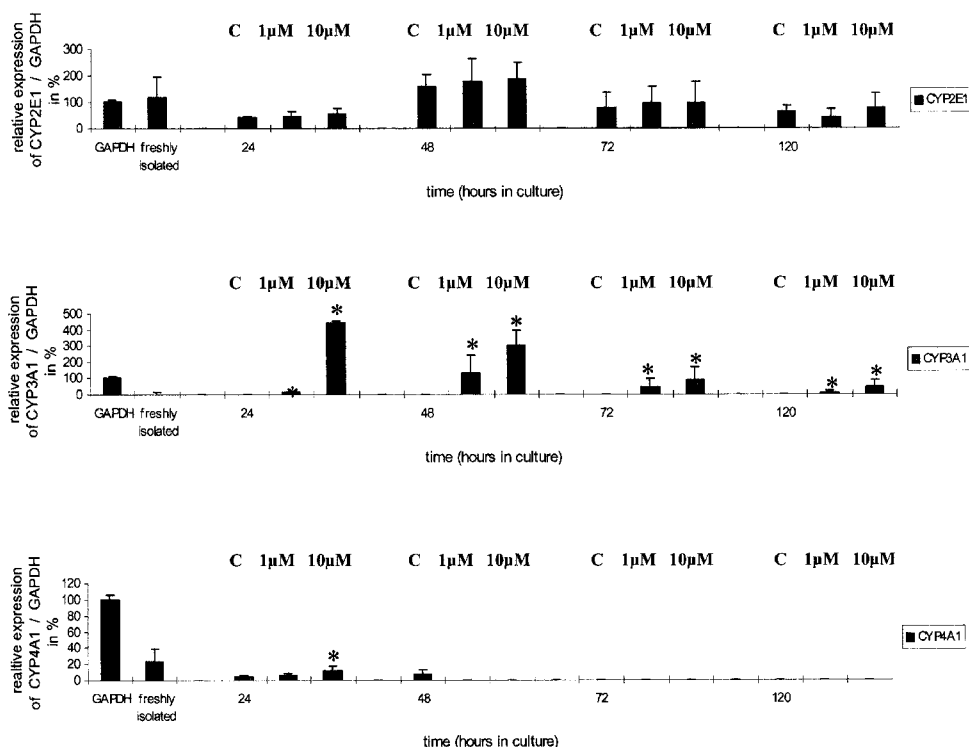 C 1µM 10µM C 1µM 10µM C 1µM 10µM C 1µM 10µM
relative expression
of CYP2E1 / GAPDH
in %
300
200
100
0
GAPDH freshly
isolated
24 48 72 120
time (hours in culture)
CYP2E1
C 1µM 10µM C 1µM 10µM C 1µM 10µM C 1µM 10µM
relative expression
of CYP3A1 / GAPDH
in %
500
400
300
200
100
0
* * * * * * * *
GAPDH freshly
isolated
24 48 72 120
time (hours in culture)
CYP3A1
C 1µM 10µM C 1µM 10µM C 1µM 10µM C 1µM 10µM
realtive expression
of CYP4A1 / GAPDH
in %
120
100
80
60
40
20
0
*
GAPDH freshly
isolated
24 48 72 120
time (hours in culture)
CYP4A1